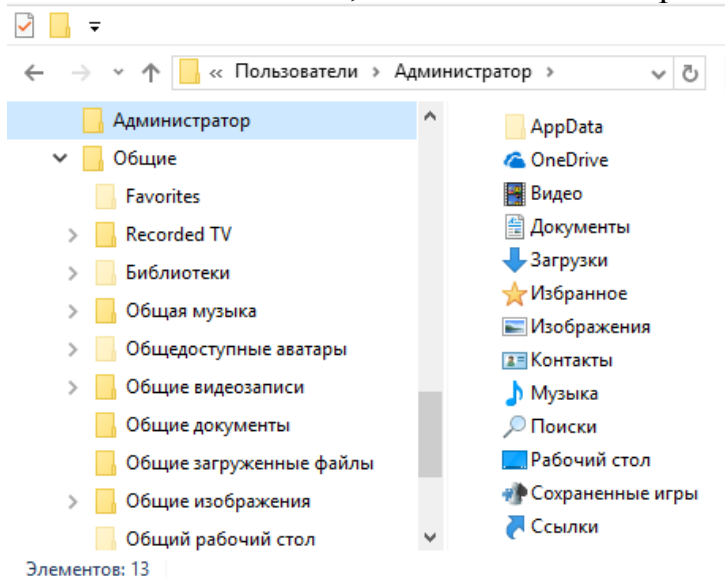 « Пользователи > Администратор >
Администратор
Общие
Favorites
Recorded TV
Библиотеки
Общая музыка
Общедоступные аватары
Общие видеозаписи
Общие документы
Общие загруженные файлы
Общие изображения
Общий рабочий стол
AppData
OneDrive
Видео
Документы
Загрузки
Избранное
Изображения
Контакты
Музыка
Поиски
Рабочий стол
Сохраненные игры
Ссылки
Элементов: 13